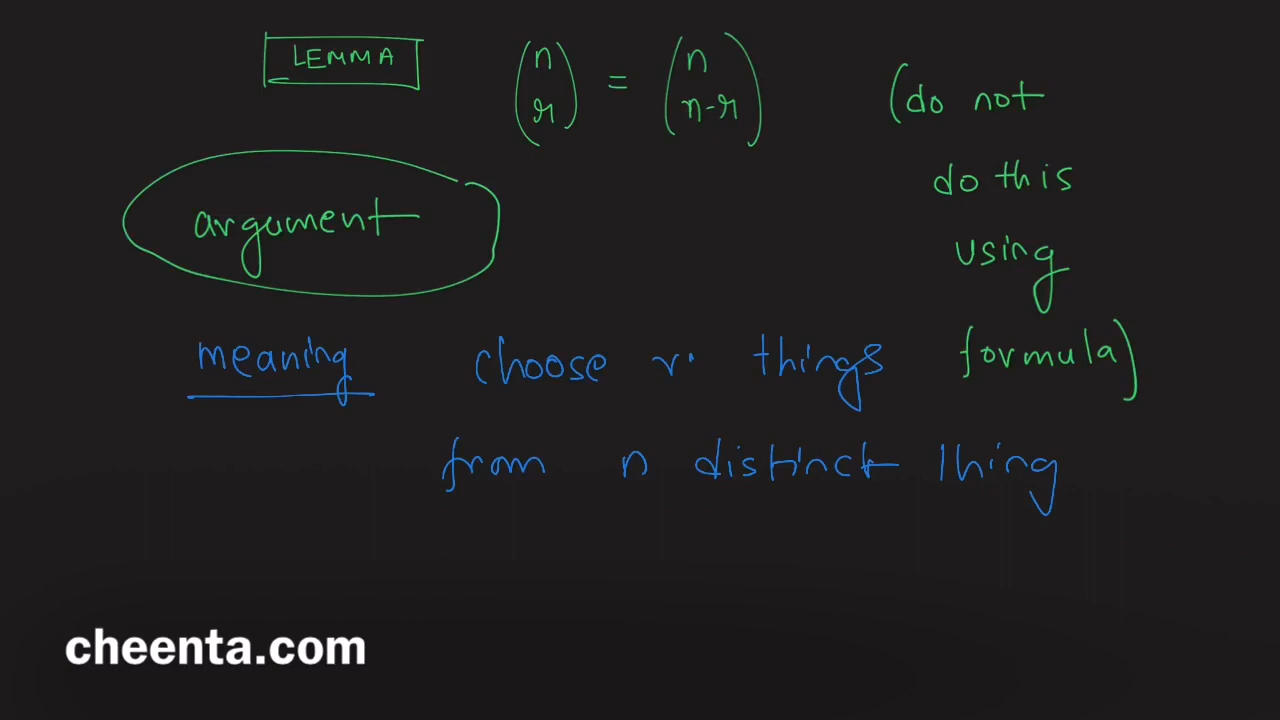 LEMMA
(n r) = (n n-r)
(do not
do this
using
formula)
argument
meaning choose r things
from n distinct thing
cheenta.com